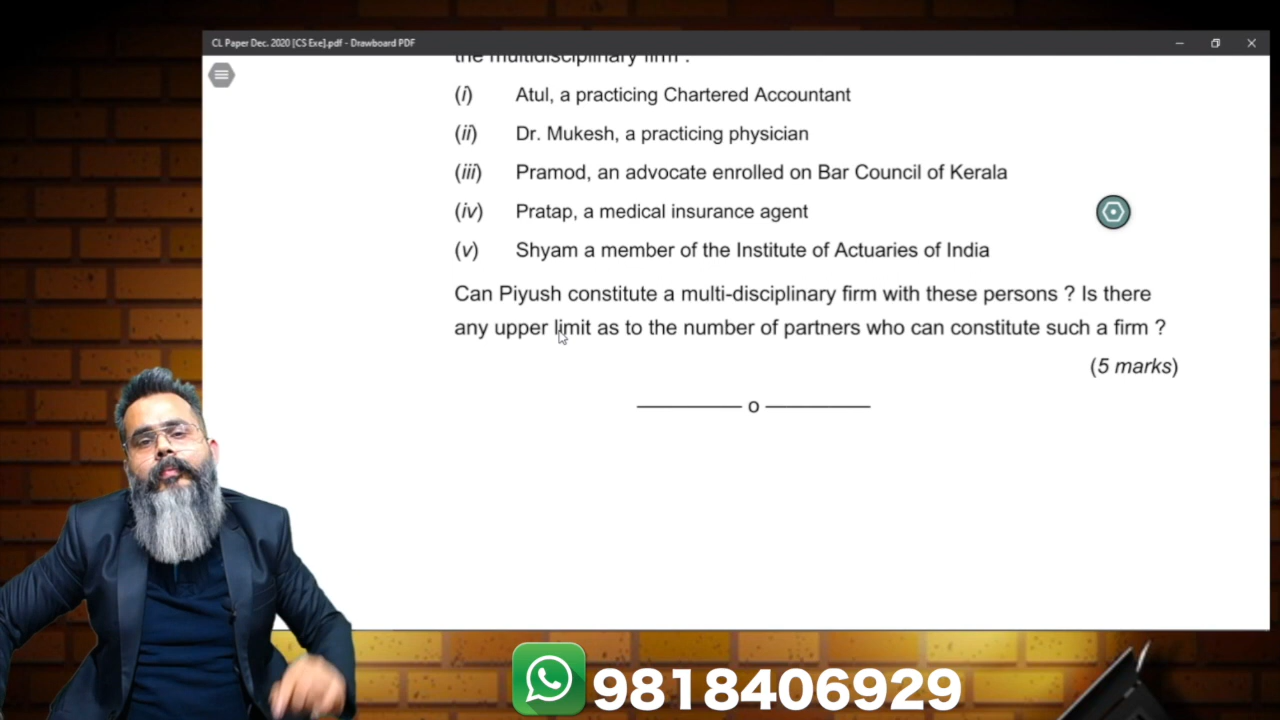 CL Paper Dec. 2020 [CS Exe].pdf - Drawboard PDF
the multidisciplinary firm :
(i) Atul, a practicing Chartered Accountant
(ii) Dr. Mukesh, a practicing physician
(iii) Pramod, an advocate enrolled on Bar Council of Kerala
(iv) Pratap, a medical insurance agent
(v) Shyam a member of the Institute of Actuaries of India
Can Piyush constitute a multi-disciplinary firm with these persons ? Is there
any upper limit as to the number of partners who can constitute such a firm ?
(5 marks)
o
9818406929